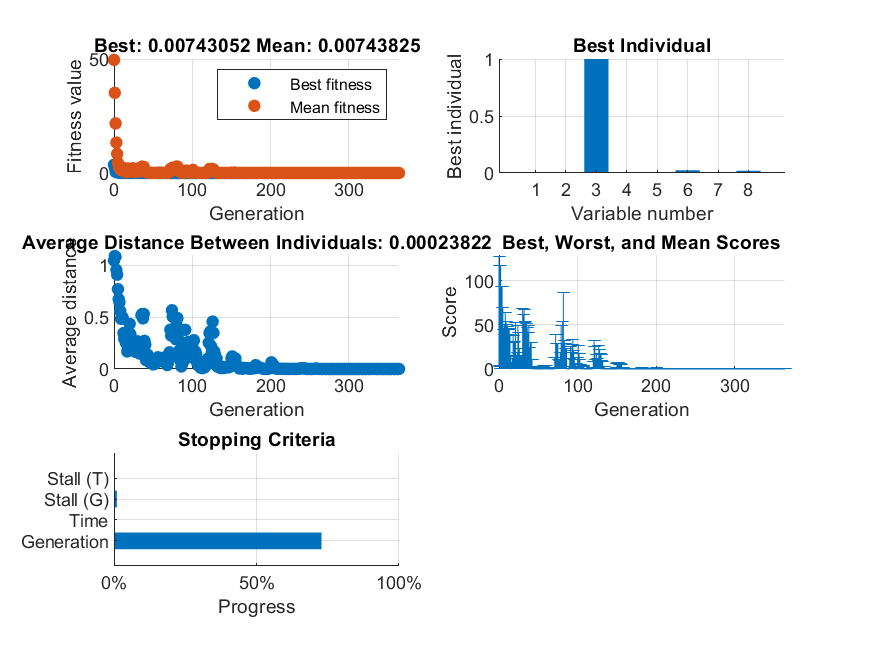 Best: 0.00743052 Mean: 0.00743825
Fitness value
50
0
Best fitness
Mean fitness
0 100 200 300
Generation
Best Individual
Best individual
1
0.5
0
1 2 3 4 5 6 7 8
Variable number
Average Distance Between Individuals: 0.00023822
Average distance
1
0.5
0
0 100 200 300
Generation
Best, Worst, and Mean Scores
Score
100
50
0
0 100 200 300
Generation
Stopping Criteria
Stall (T)
Stall (G)
Time
Generation
0% 50% 100%
Progress